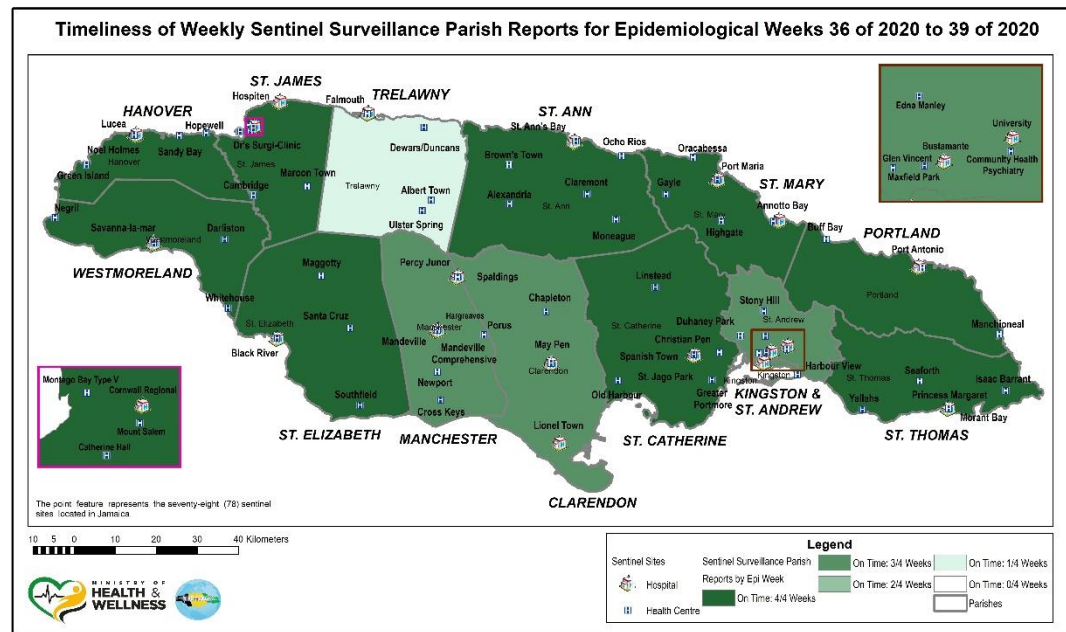 Timeliness of Weekly Sentinel Surveillance Parish Reports for Epidemiological Weeks 36 of 2020 to 39 of 2020
ST. JAMES
Hospiten
TRELAWNY
Falmouth
HANOVER
Lucea
Hopewell
Noel Holmes
Hanover
Sandy Bay
Green Island
Dr's Surgi-Clinic
St. James
Maroon Town
Cambridge
Dewars/Duncans
Trelawny
Albert Town
Ulster Spring
ST. ANN
St. Ann's Bay
Ocho Rios
Brown's Town
Alexandria
Claremont
St. Ann
Moneague
Oracabessa
Port Maria
Gayle
ST. MARY
St. Mary
Annotto Bay
Highgate
Buff Bay
PORTLAND
Port Antonio
Portland
Manchioneal
Edna Manley
University
Bustamante
Glen Vincent
Community Health
Psychiatry
Maxfield Park
Negril
Savanna-la-mar
Darliston
Westmoreland
WESTMORELAND
Whitehouse
Maggotty
St. Elizabeth
Santa Cruz
Black River
Southfield
ST. ELIZABETH
Percy Junor
Spaldings
Hargreaves
Manchester
Porus
Mandeville
Mandeville
Comprehensive
Newport
Cross Keys
MANCHESTER
Chapleton
May Pen
Clarendon
Lionel Town
CLARENDON
Linstead
St. Catherine
Duhaney Park
Christian Pen
Spanish Town
St. Jago Park
Old Harbour
Greater
Portmore
ST. CATHERINE
Stony Hill
St. Andrew
Kingston
Kingston
Harbour View
KINGSTON &
ST. ANDREW
St. Thomas
Seaforth
Isaac Barrant
Yallahs
Princess Margaret
Morant Bay
ST. THOMAS
Montego Bay Type V
Cornwall Regional
Mount Salem
Catherine Hall
The point feature represents the seventy-eight (78) sentinel
sites located in Jamaica.
10 5 0 10 20 30 40 Kilometers
MINISTRY OF
HEALTH &
WELLNESS
Legend
Sentinel Sites
Hospital
Health Centre
Sentinel Surveillance Parish
Reports by Epi Week
On Time: 4/4 Weeks
On Time: 3/4 Weeks
On Time: 2/4 Weeks
On Time: 1/4 Weeks
On Time: 0/4 Weeks
Parishes